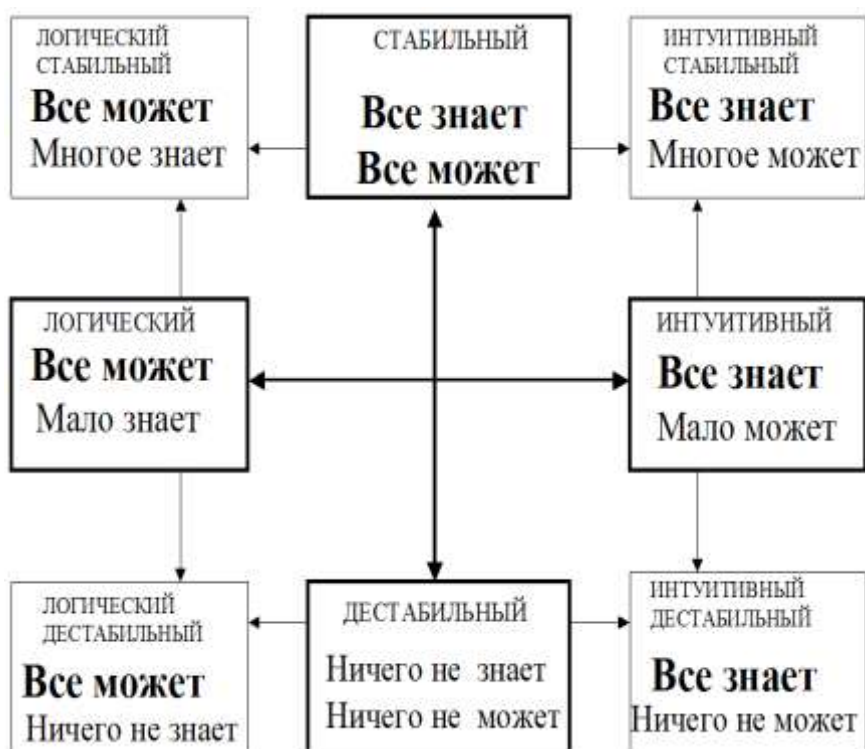 ЛОГИЧЕСКИЙ
СТАБИЛЬНЫЙ
Все может
Многое знает
СТАБИЛЬНЫЙ
Все знает
Все может
ИНТУИТИВНЫЙ
СТАБИЛЬНЫЙ
Все знает
Многое может
ЛОГИЧЕСКИЙ
Все может
Мало знает
ИНТУИТИВНЫЙ
Все знает
Мало может
ЛОГИЧЕСКИЙ
ДЕСТАБИЛЬНЫЙ
Все может
Ничего не знает
ДЕСТАБИЛЬНЫЙ
Ничего не знает
Ничего не может
ИНТУИТИВНЫЙ
ДЕСТАБИЛЬНЫЙ
Все знает
Ничего не может